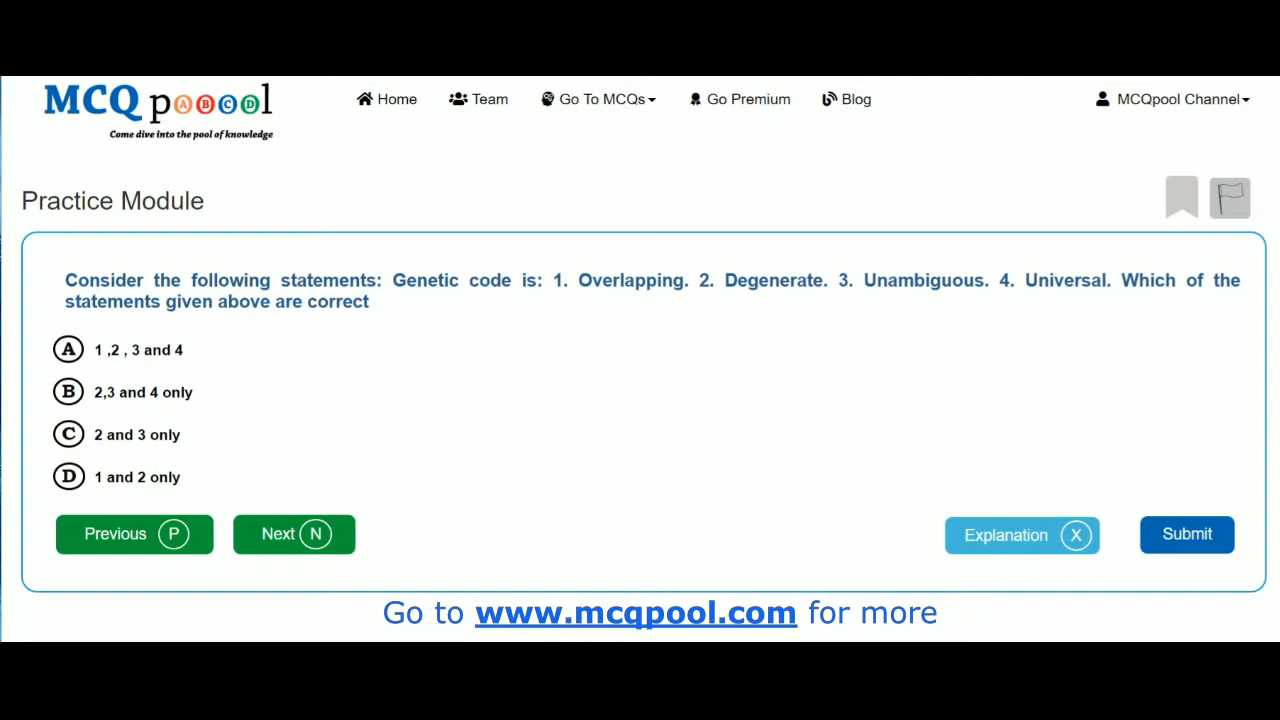 MCQ pⒶⒷⒸⒹl
Come dive into the pool of knowledge
Home Team Go To MCQs Go Premium Blog MCQpool Channel
Practice Module
Consider the following statements: Genetic code is: 1. Overlapping. 2. Degenerate. 3. Unambiguous. 4. Universal. Which of the
statements given above are correct
A 1 ,2 , 3 and 4
B 2,3 and 4 only
C 2 and 3 only
D 1 and 2 only
Previous P Next N Explanation X Submit
Go to www.mcqpool.com for more